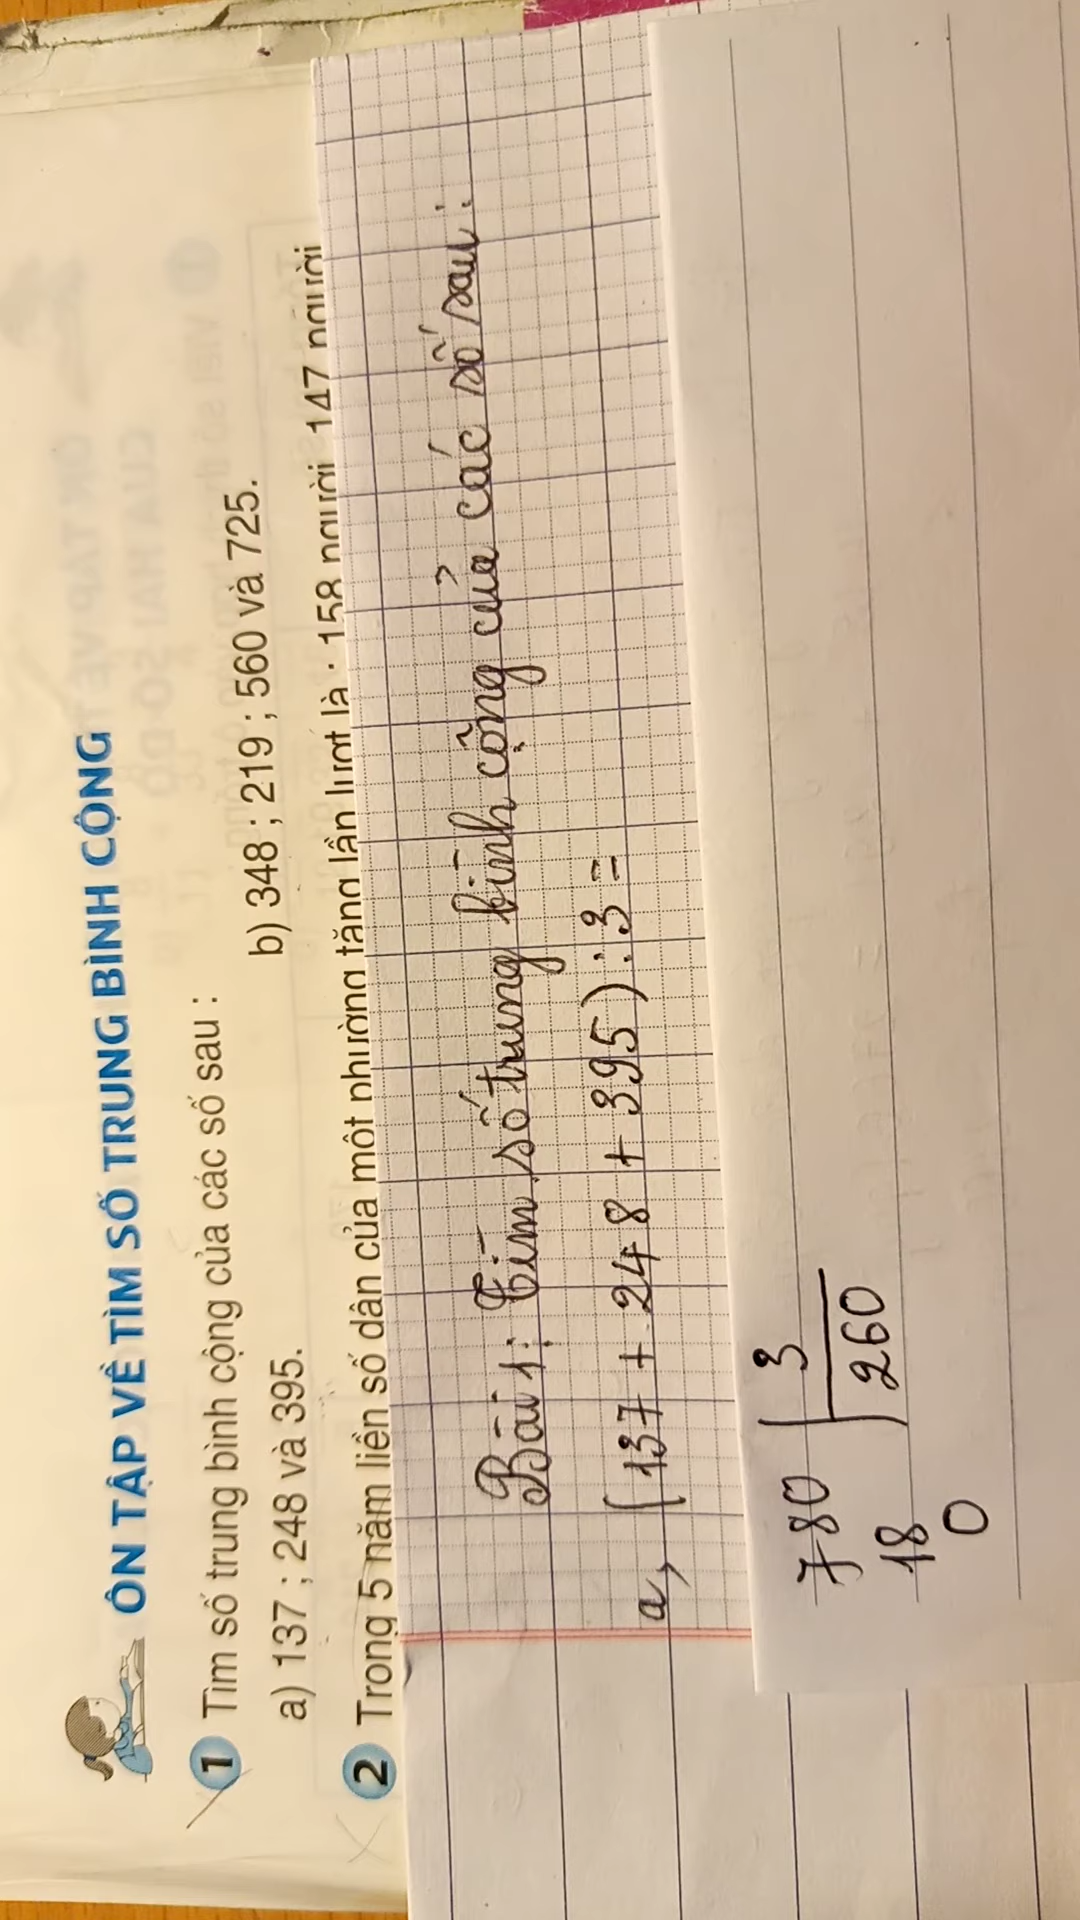 ÔN TẬP VỀ TÌM SỐ TRUNG BÌNH CỘNG
1 Tìm số trung bình cộng của các số sau :
a) 137 ; 248 và 395.
b) 348 ; 219 ; 560 và 725.
2 Trong 5 năm liền số dân của một phường tăng lần lượt là : 158 người, 147 người
Bài 1: Tìm số trung bình cộng của các số sau:
a, (137 + 248 + 395) : 3 =
780 3
18 260
0